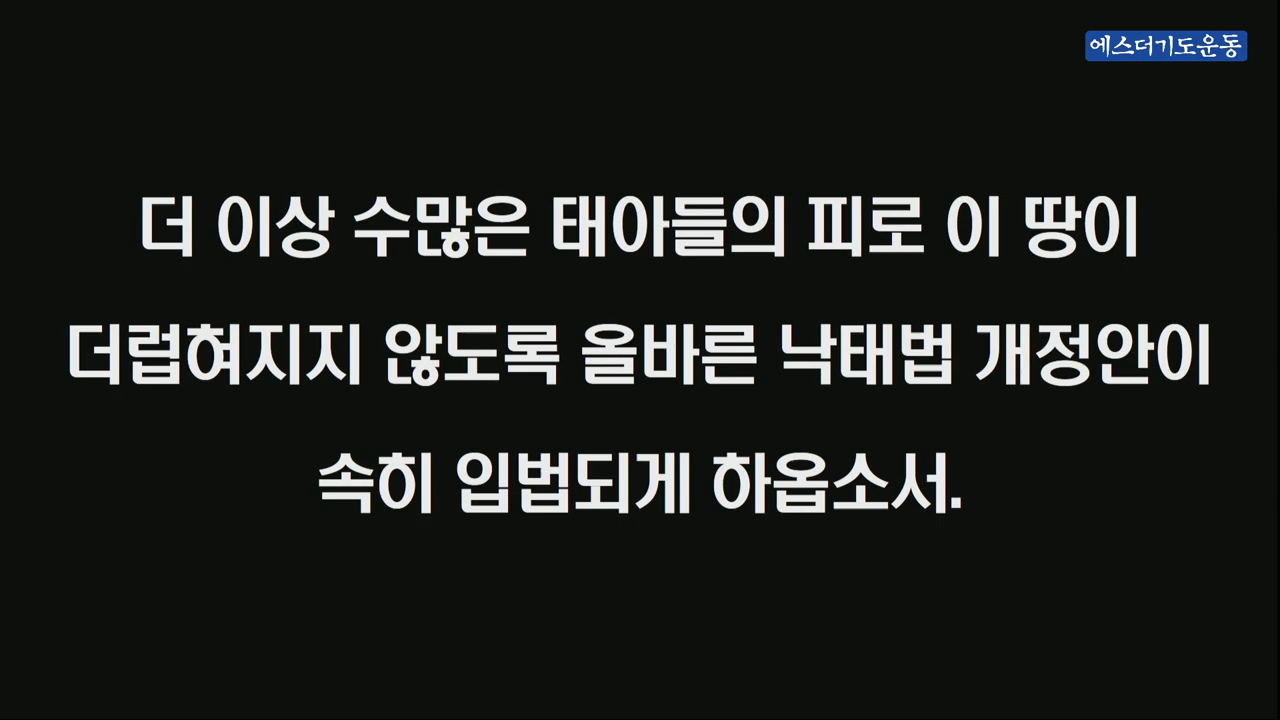 에스더기도운동
더 이상 수많은 태아들의 피로 이 땅이
더럽혀지지 않도록 올바른 낙태법 개정안이
속히 입법되게 하옵소서.